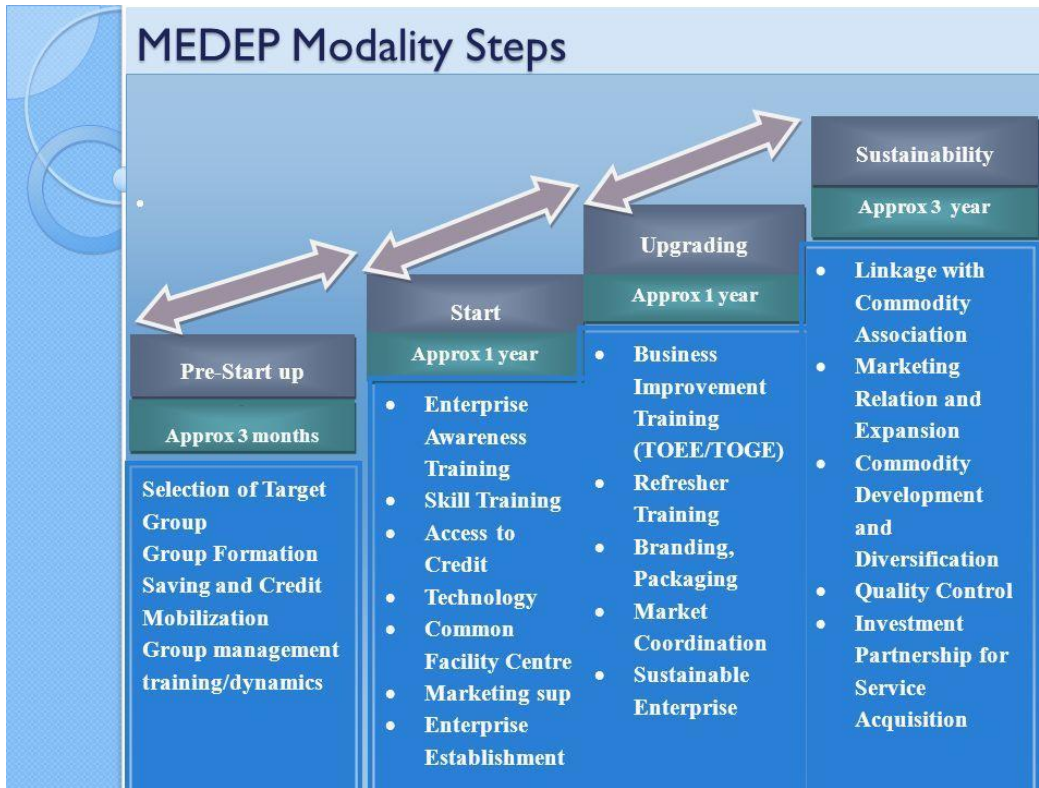 MEDEP Modality Steps
•
Pre-Start up
Approx 3 months
Selection of Target
Group
Group Formation
Saving and Credit
Mobilization
Group management
training/dynamics
Start
Approx 1 year
• Enterprise
Awareness
Training
• Skill Training
• Access to
Credit
• Technology
• Common
Facility Centre
• Marketing sup
• Enterprise
Establishment
Upgrading
Approx 1 year
• Business
Improvement
Training
(TOEE/TOGE)
• Refresher
Training
• Branding,
Packaging
• Market
Coordination
• Sustainable
Enterprise
Sustainability
Approx 3 year
• Linkage with
Commodity
Association
• Marketing
Relation and
Expansion
• Commodity
Development
and
Diversification
• Quality Control
• Investment
Partnership for
Service
Acquisition